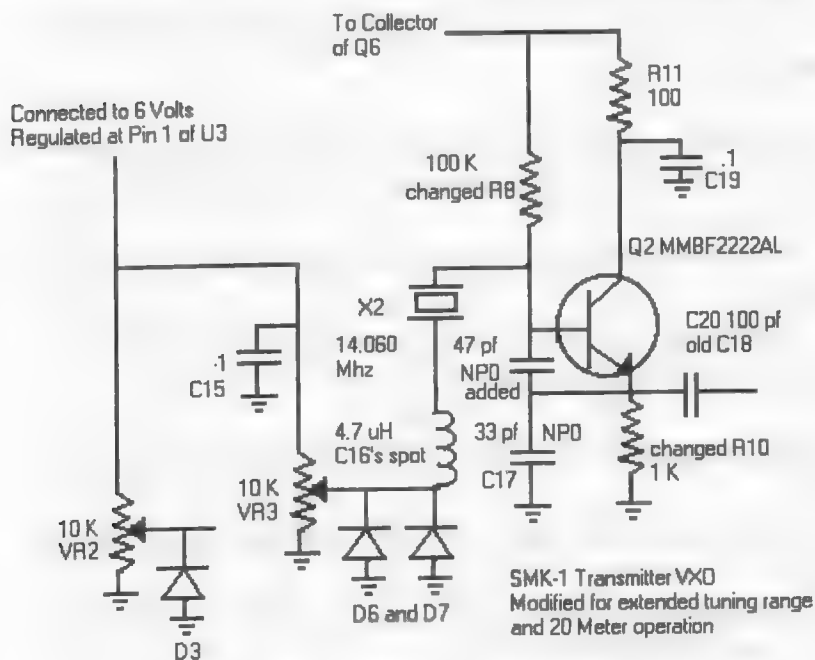 To Collector
of Q6
R11
100
Connected to 6 Volts
Regulated at Pin 1 of U3
100 K
changed R8
.1
C19
Q2 MMBF2222AL
X2
14.060
Mhz
47 pf
NP0
added
C20 100 pf
old C18
.1
C15
4.7 uH
C16's spot
33 pf
NP0
C17
changed R10
1 K
10 K
VR3
10 K
VR2
D6 and D7
D3
SMK-1 Transmitter VXO
Modified for extended tuning range
and 20 Meter operation